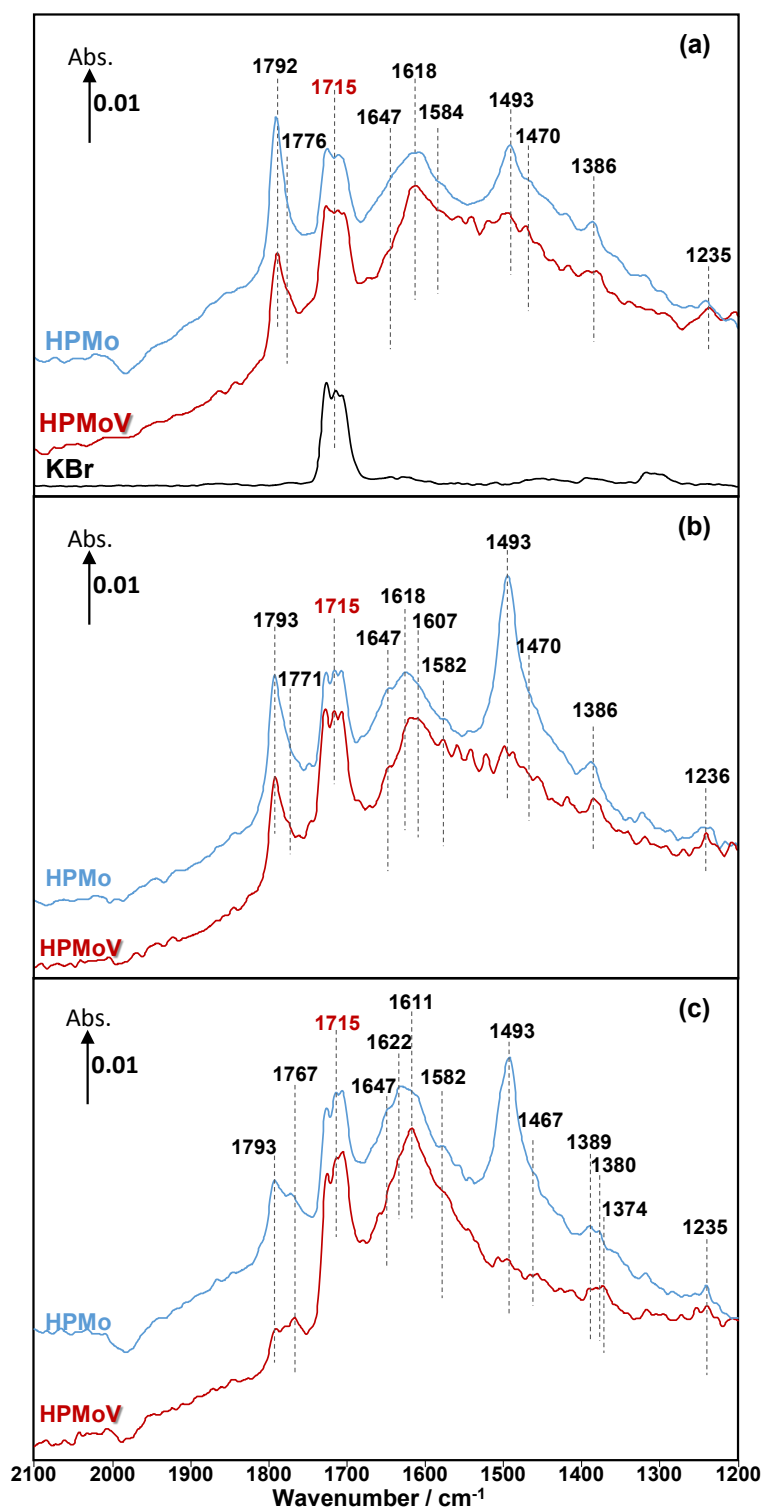 (a)
Abs.
0.01
1792
1776
1715
1647
1618
1584
1493
1470
1386
1235
HPMo
HPMoV
KBr
(b)
Abs.
0.01
1793
1771
1715
1647
1618
1607
1582
1493
1470
1386
1236
HPMo
HPMoV
(c)
Abs.
0.01
1793
1767
1715
1647
1622
1611
1582
1493
1467
1389
1380
1374
1235
HPMo
HPMoV
2100 2000 1900 1800 1700 1600 1500 1400 1300 1200
Wavenumber / cm-1